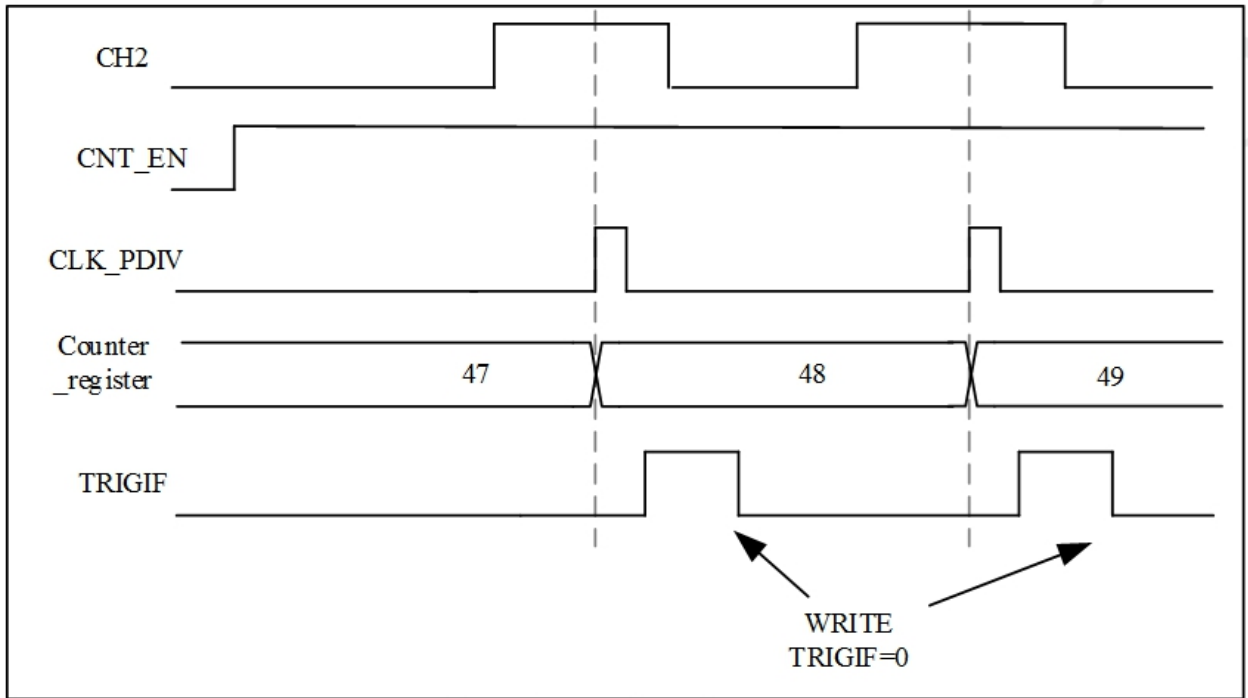 CH2
CNT_EN
CLK_PDIV
Counter
_register
47
48
49
TRIGIF
WRITE
TRIGIF=0